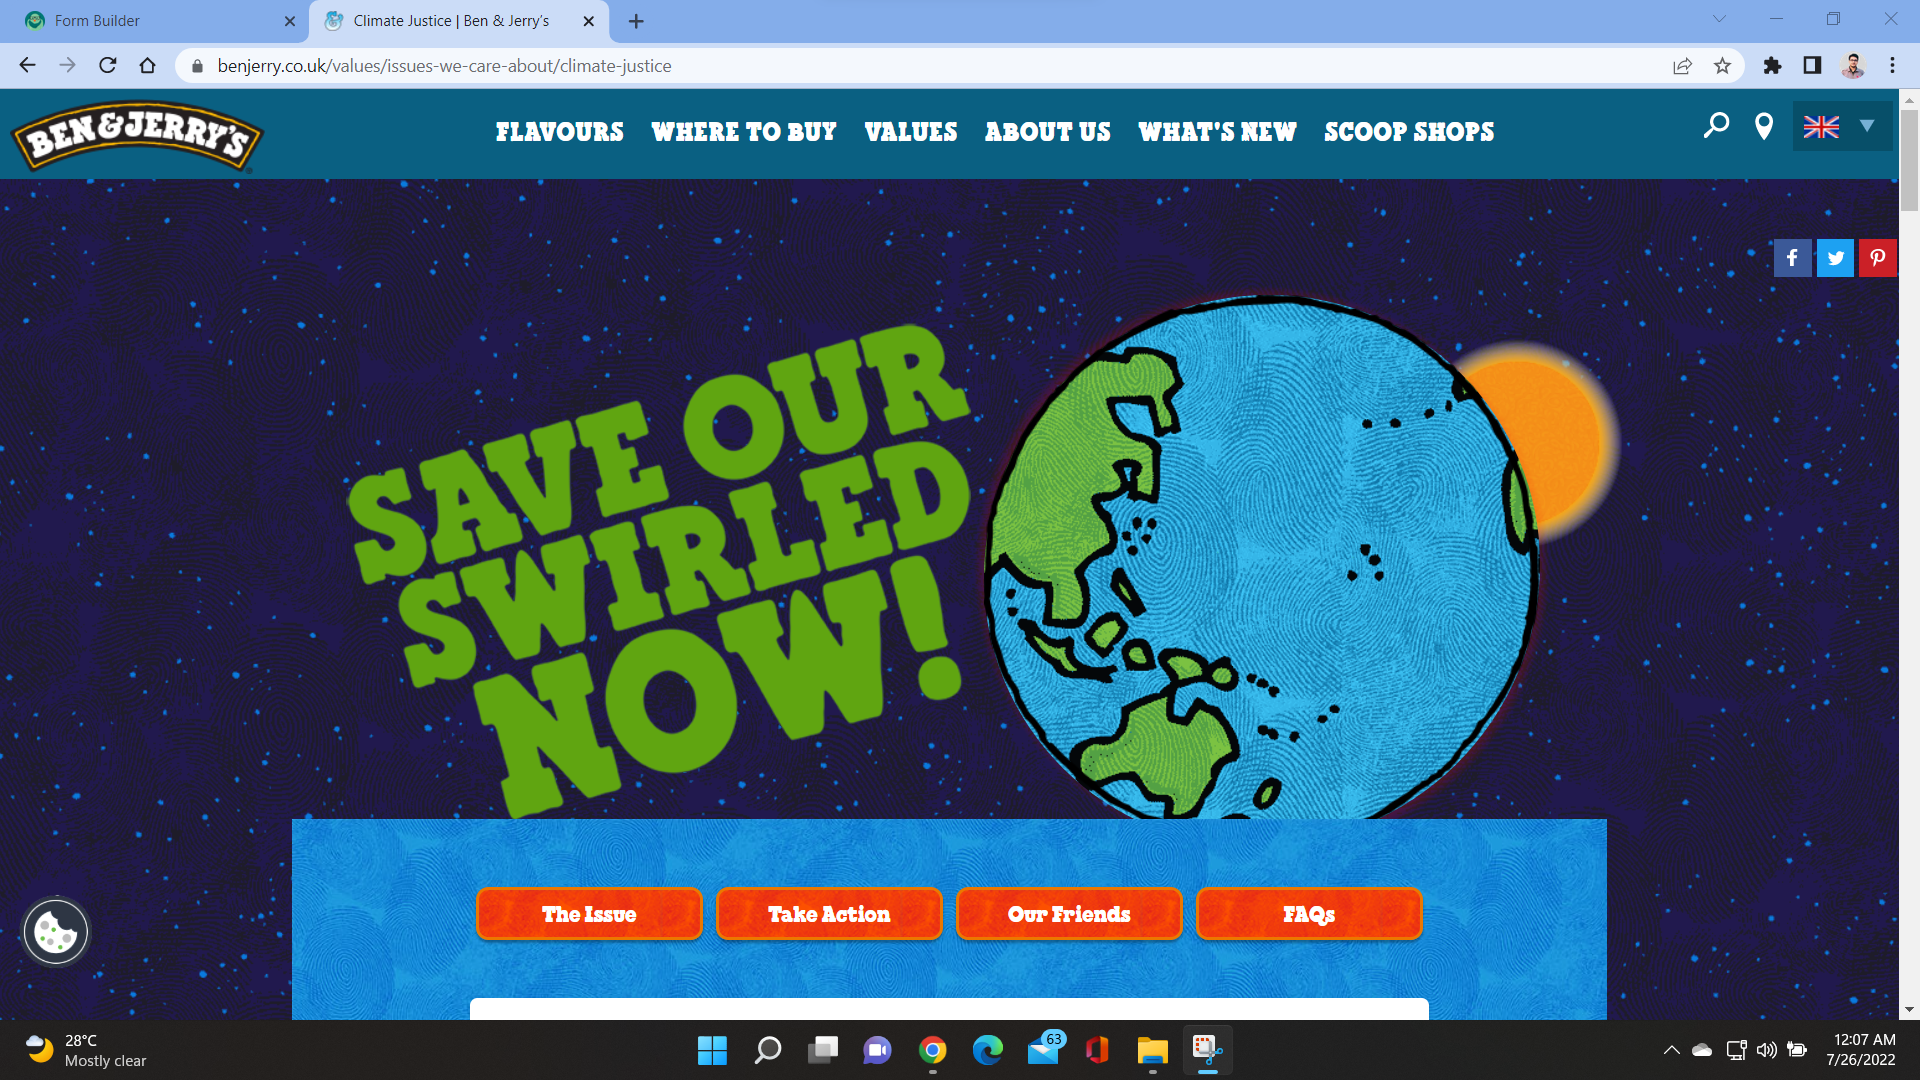 Form Builder
Climate Justice | Ben & Jerry's
benjerry.co.uk/values/issues-we-care-about/climate-justice
BEN & JERRY'S
FLAVOURS WHERE TO BUY VALUES ABOUT US WHAT'S NEW SCOOP SHOPS
SAVE OUR
SWIRLED
NOW!
The Issue Take Action Our Friends FAQs
28°C
Mostly clear
63
12:07 AM
7/26/2022